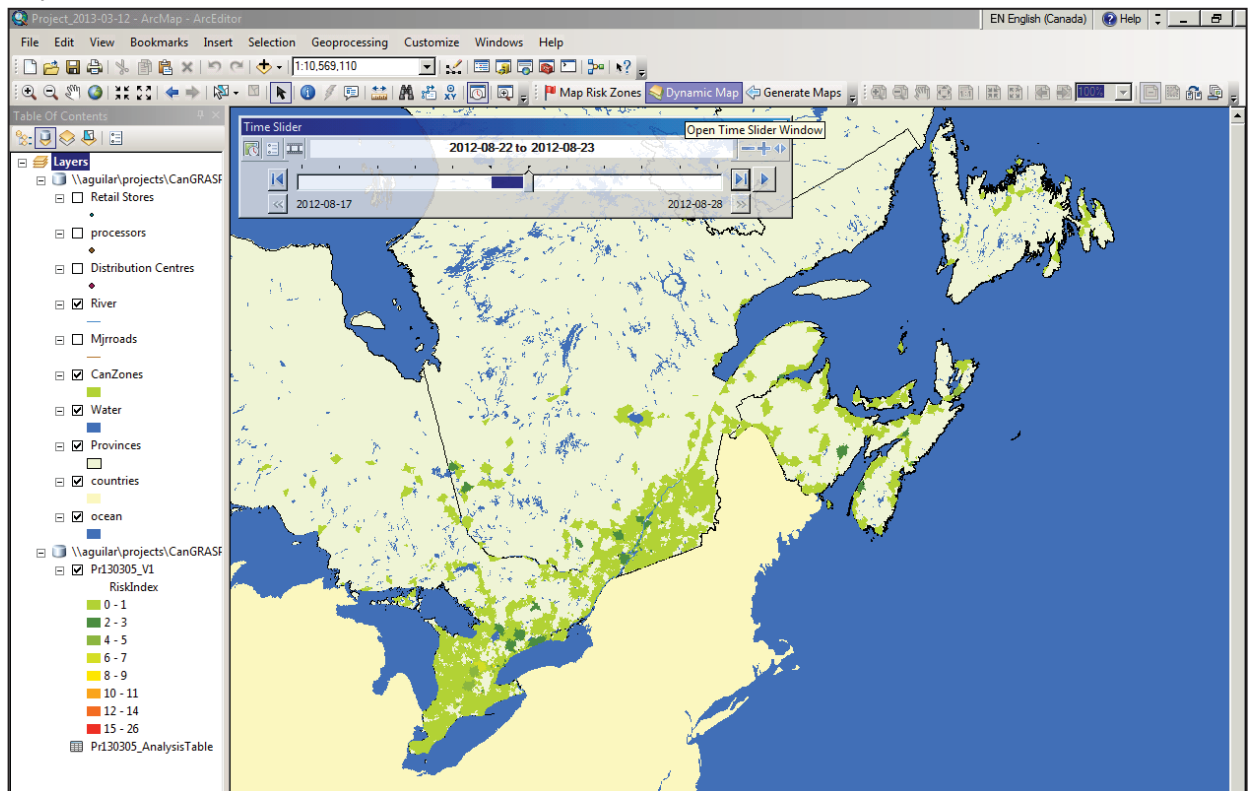 Project_2013-03-12 - ArcMap - ArcEditor
EN English (Canada) Help
File Edit View Bookmarks Insert Selection Geoprocessing Customize Windows Help
1:10,569,110
Map Risk Zones Dynamic Map Generate Maps 100%
Table Of Contents
Time Slider
Open Time Slider Window
2012-08-22 to 2012-08-23
2012-08-17 2012-08-28
Layers
\\aguilar\projects\CanGRASP
Retail Stores
processors
Distribution Centres
River
Mjrroads
CanZones
Water
Provinces
countries
ocean
\\aguilar\projects\CanGRASP
Pr130305_V1
RiskIndex
0 - 1
2 - 3
4 - 5
6 - 7
8 - 9
10 - 11
12 - 14
15 - 26
Pr130305_AnalysisTable